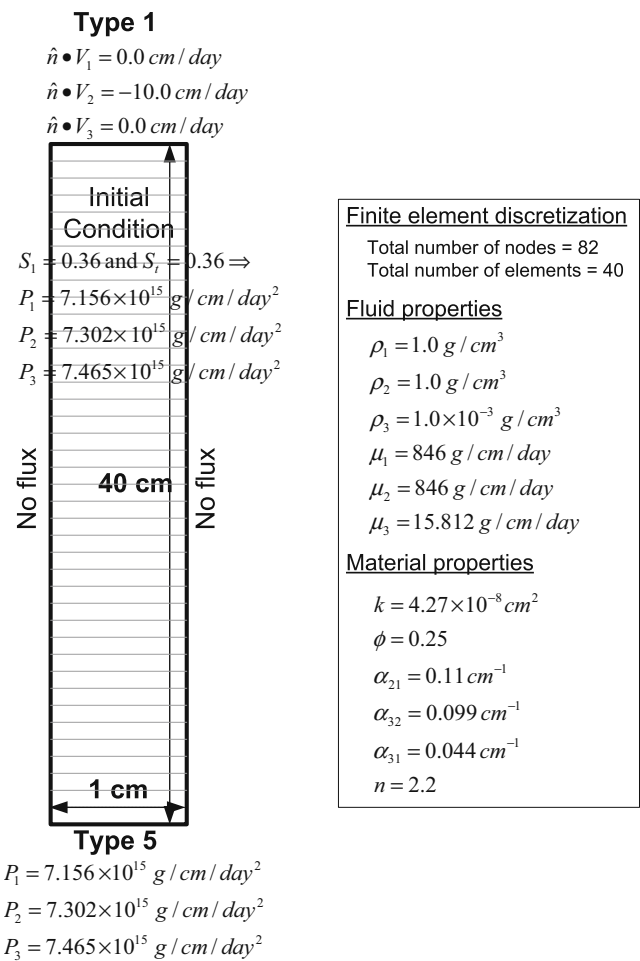 Type 1
n̂ • V₁ = 0.0 cm / day
n̂ • V₂ = −10.0 cm / day
n̂ • V₃ = 0.0 cm / day
Initial
Condition
S₁ = 0.36 and Sₜ = 0.36 ⇒
P₁ = 7.156×10¹⁵ g / cm / day²
P₂ = 7.302×10¹⁵ g / cm / day²
P₃ = 7.465×10¹⁵ g / cm / day²
No flux
40 cm
No flux
1 cm
Type 5
P₁ = 7.156×10¹⁵ g / cm / day²
P₂ = 7.302×10¹⁵ g / cm / day²
P₃ = 7.465×10¹⁵ g / cm / day²
Finite element discretization
Total number of nodes = 82
Total number of elements = 40
Fluid properties
ρ₁ = 1.0 g / cm³
ρ₂ = 1.0 g / cm³
ρ₃ = 1.0×10⁻³ g / cm³
μ₁ = 846 g / cm / day
μ₂ = 846 g / cm / day
μ₃ = 15.812 g / cm / day
Material properties
k = 4.27×10⁻⁸ cm²
ϕ = 0.25
α₂₁ = 0.11 cm⁻¹
α₃₂ = 0.099 cm⁻¹
α₃₁ = 0.044 cm⁻¹
n = 2.2